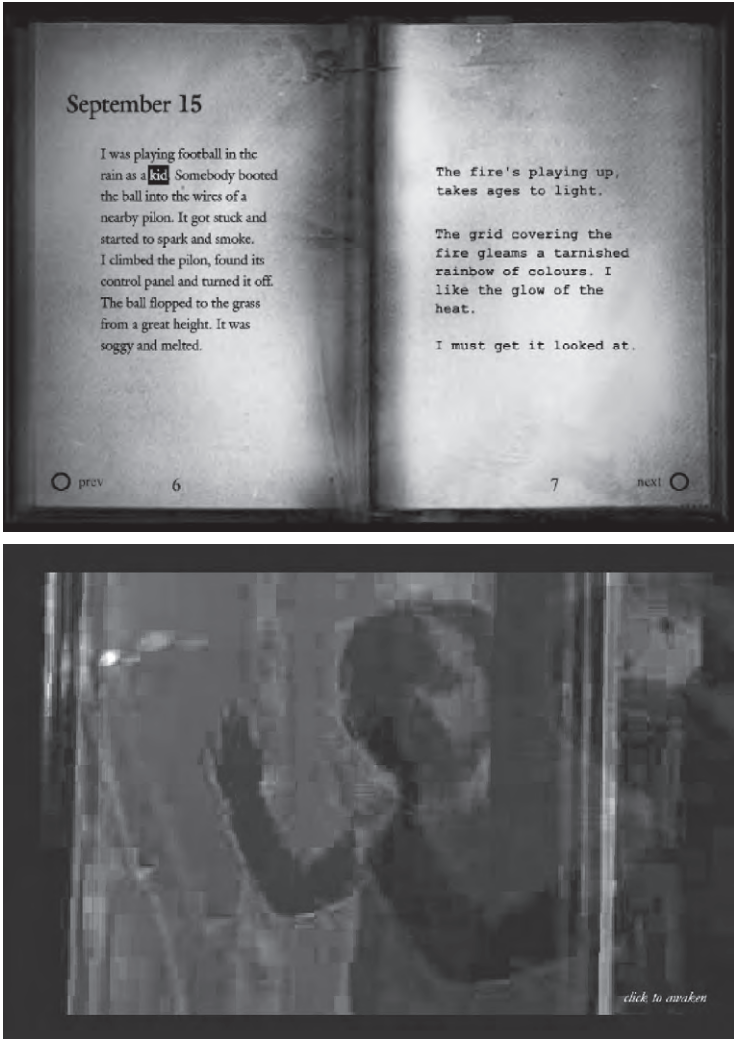 September 15
I was playing football in the
rain as a kid. Somebody booted
the ball into the wires of a
nearby pilon. It got stuck and
started to spark and smoke.
I climbed the pilon, found its
control panel and turned it off.
The ball flopped to the grass
from a great height. It was
soggy and melted.
prev
6
The fire's playing up,
takes ages to light.
The grid covering the
fire gleams a tarnished
rainbow of colours. I
like the glow of the
heat.
I must get it looked at.
7
next
click to awaken